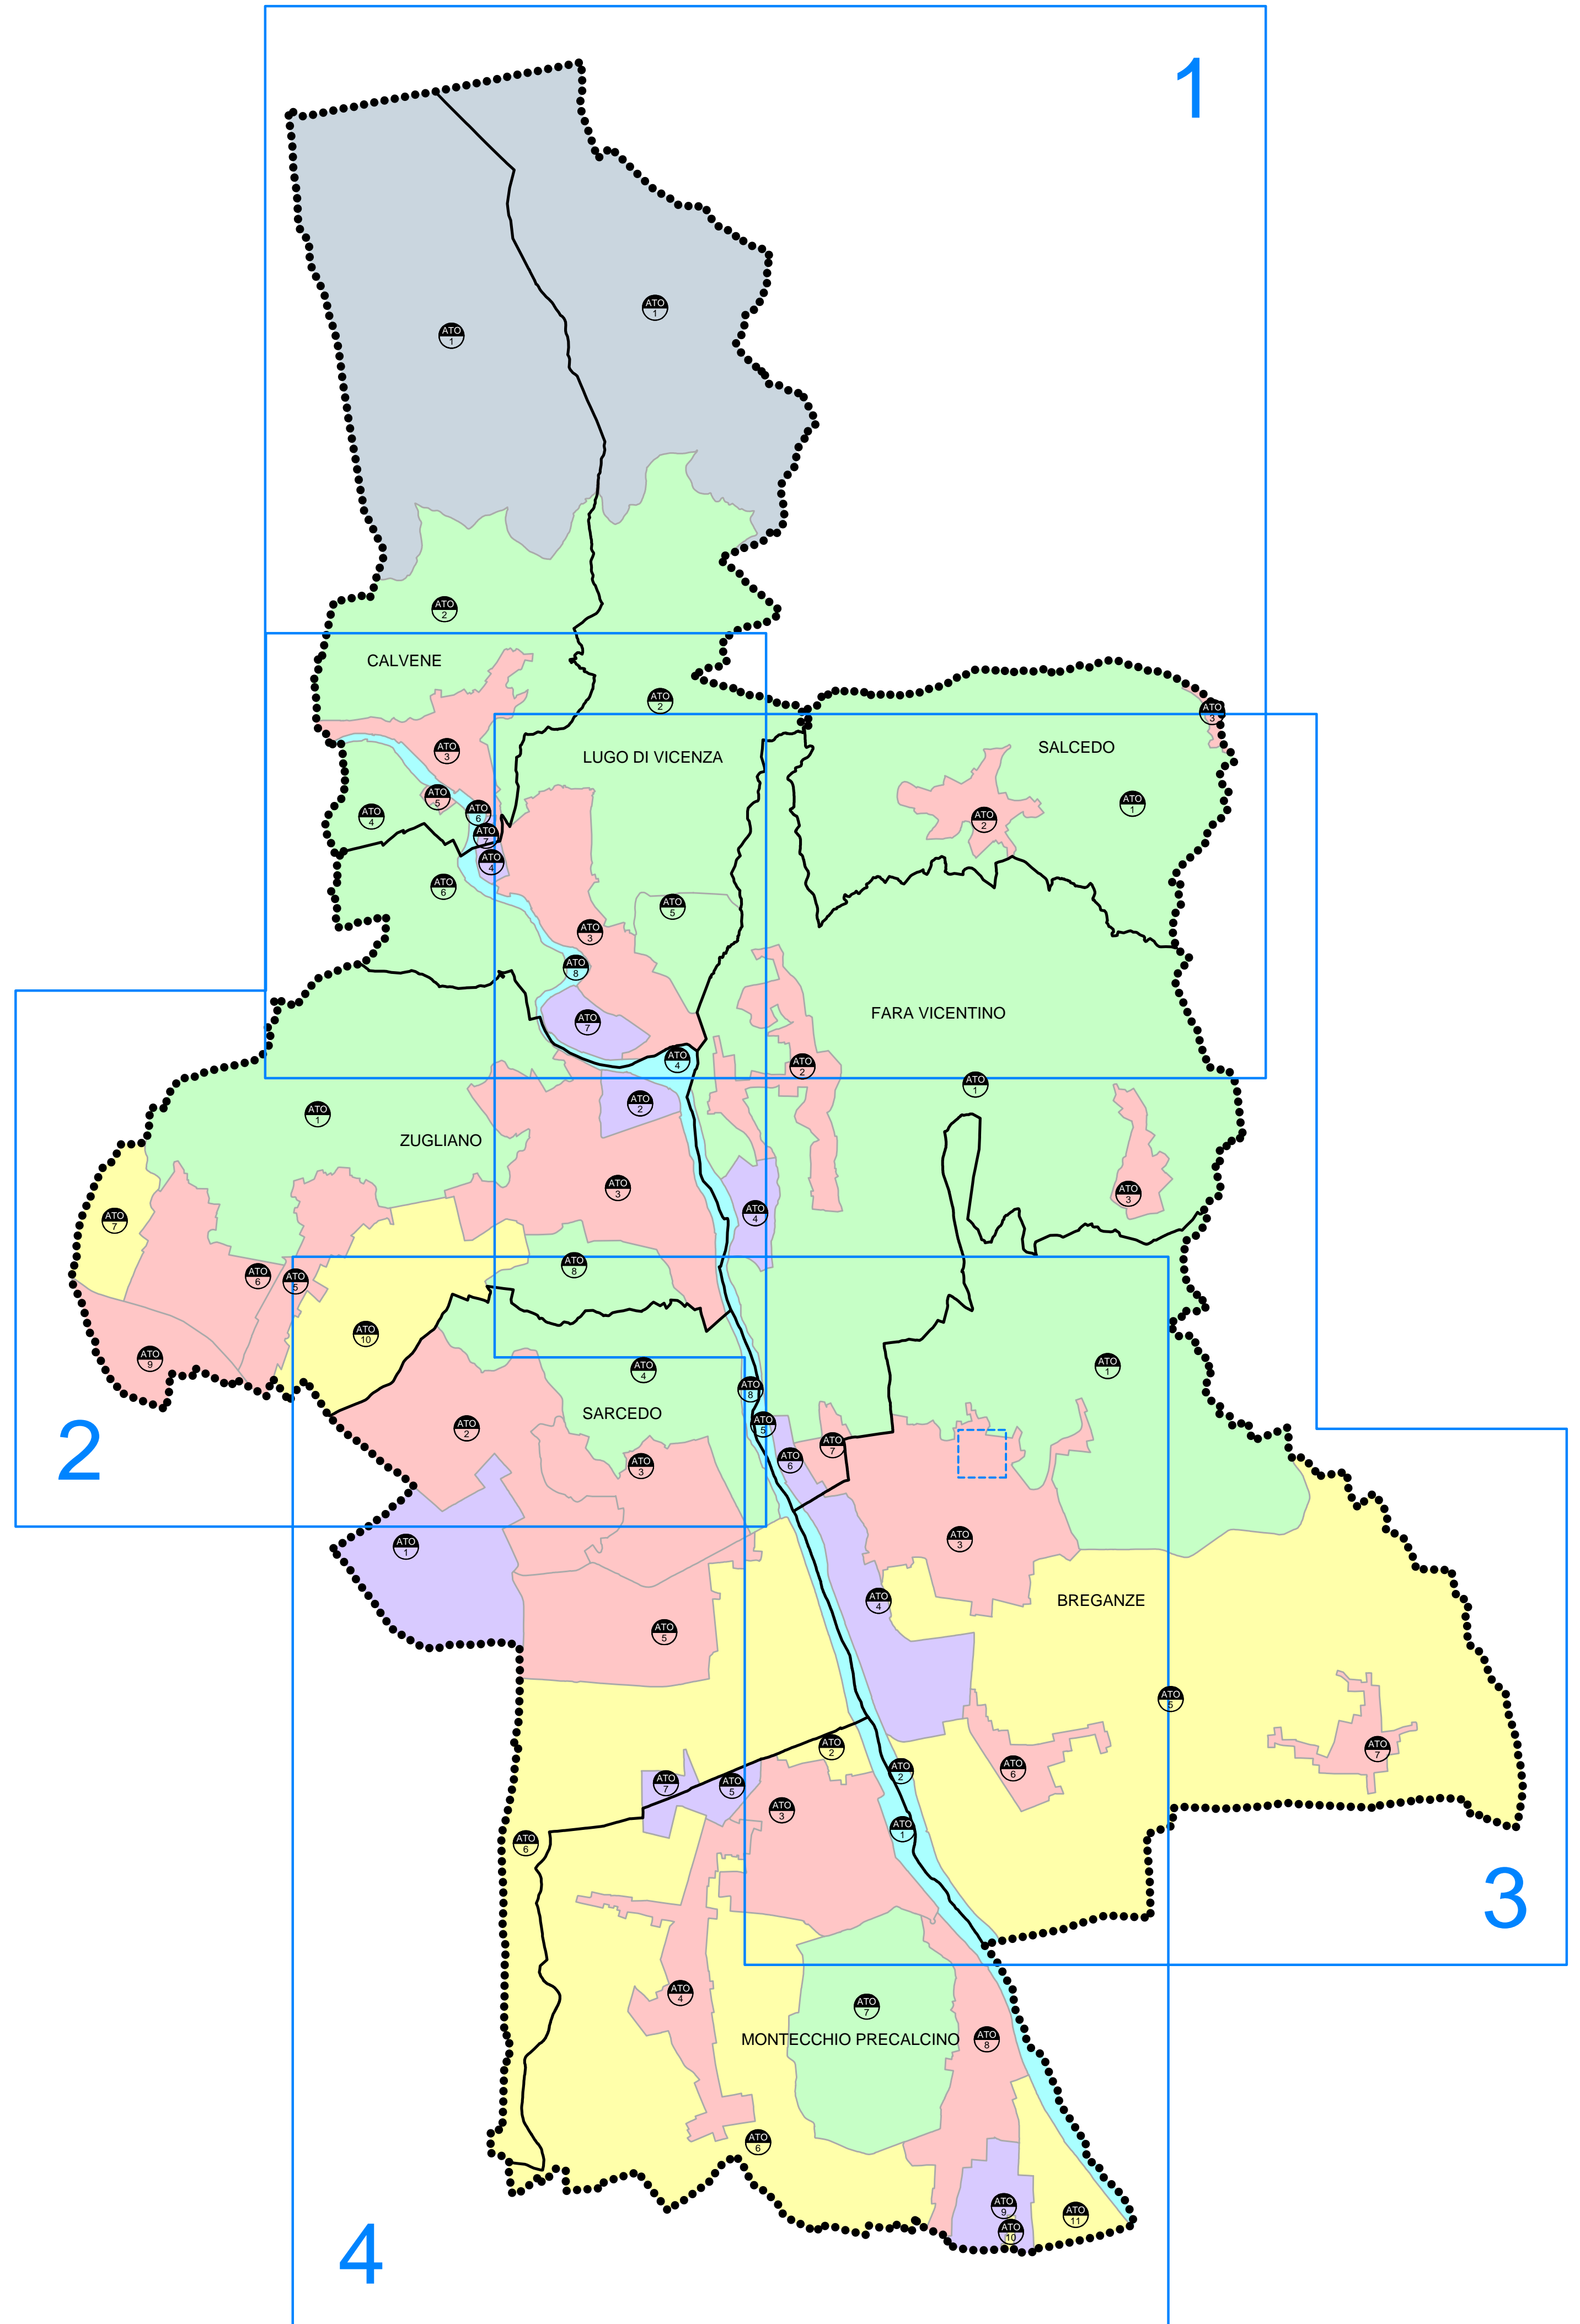 1
ATO
1
ATO
1
ATO
2
CALVENE
ATO
2
ATO
3
SALCEDO
ATO
3
LUGO DI VICENZA
ATO
5
ATO
6
ATO
1
ATO
4
ATO
2
ATO
7
ATO
4
ATO
6
ATO
5
ATO
3
ATO
8
FARA VICENTINO
ATO
7
ATO
4
ATO
2
ATO
1
ATO
2
ATO
1
ZUGLIANO
ATO
3
ATO
3
ATO
7
ATO
4
ATO
8
ATO
6
ATO
5
ATO
10
ATO
9
ATO
4
ATO
1
ATO
8
SARCEDO
ATO
5
ATO
2
2
ATO
7
ATO
6
ATO
3
ATO
3
ATO
1
ATO
4
BREGANZE
ATO
5
ATO
5
ATO
2
ATO
7
ATO
6
ATO
2
ATO
7
ATO
5
ATO
3
ATO
1
ATO
6
3
ATO
4
ATO
7
MONTECCHIO PRECALCINO
ATO
8
ATO
6
ATO
9
ATO
11
ATO
10
4